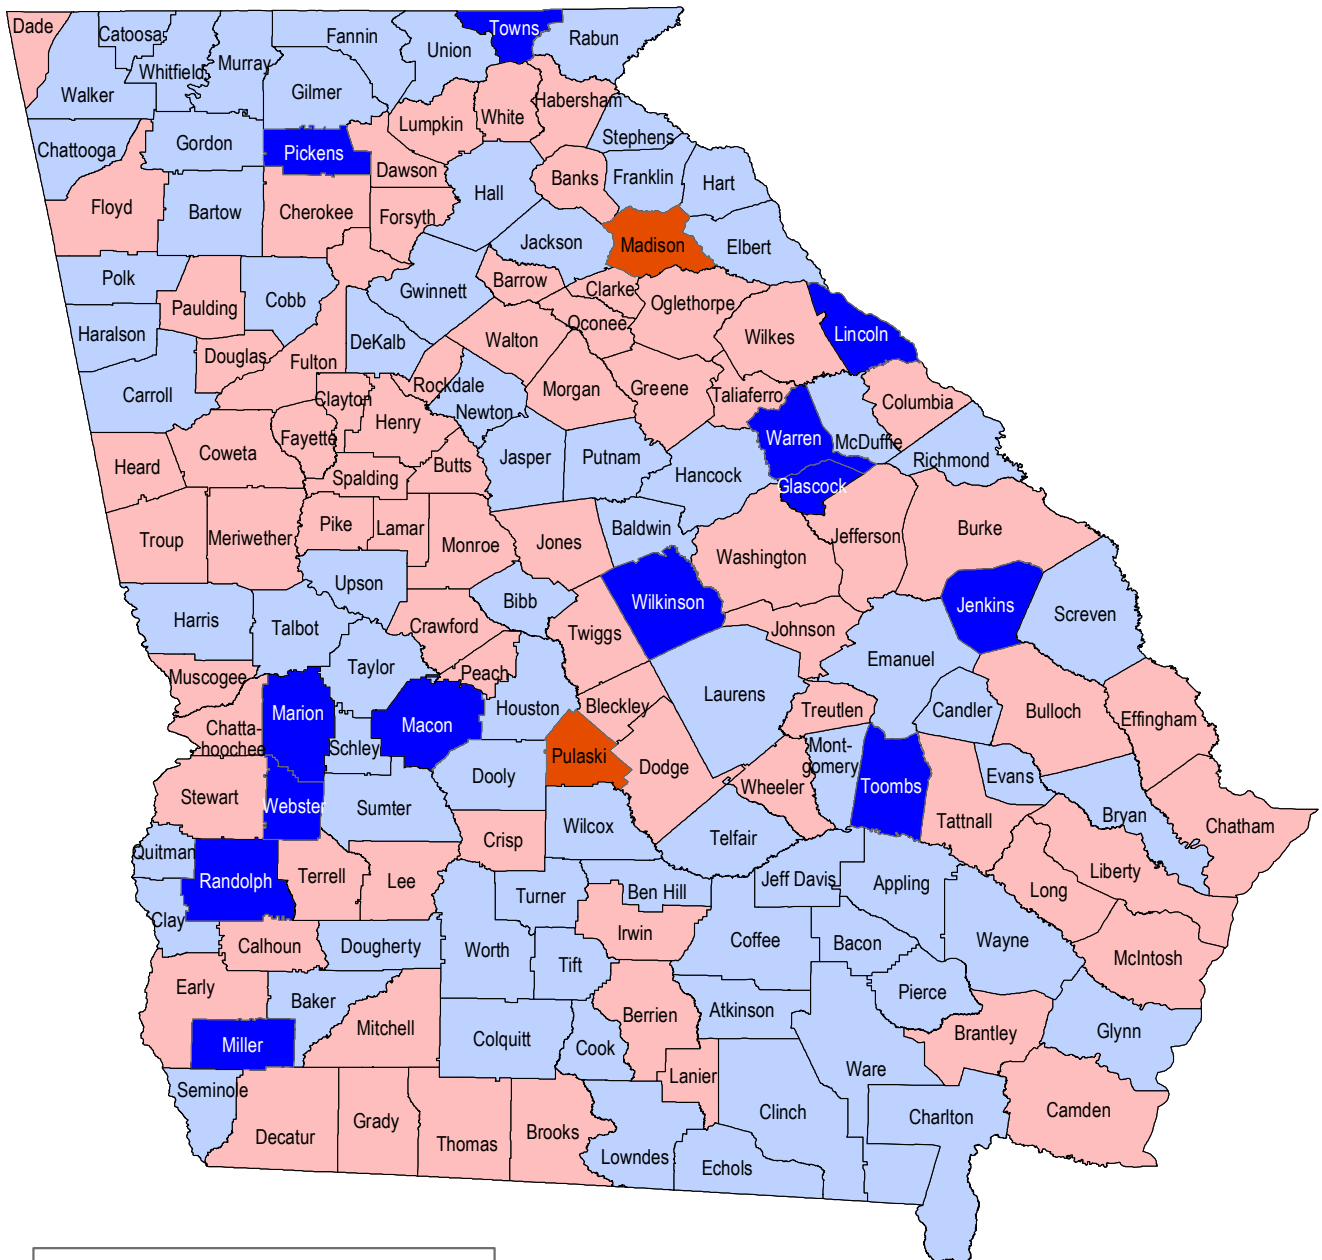 Dade
Catoosa
Whitfield
Murray
Fannin
Union
Towns
Rabun
Walker
Gilmer
Lumpkin
White
Habersham
Stephens
Chattooga
Gordon
Pickens
Dawson
Hall
Banks
Franklin
Hart
Floyd
Bartow
Cherokee
Forsyth
Jackson
Madison
Elbert
Polk
Paulding
Cobb
Gwinnett
Barrow
Clarke
Oglethorpe
Haralson
Douglas
Fulton
DeKalb
Walton
Oconee
Wilkes
Lincoln
Carroll
Clayton
Rockdale
Newton
Morgan
Greene
Taliaferro
Columbia
Heard
Coweta
Fayette
Henry
Spalding
Butts
Jasper
Putnam
Hancock
Warren
McDuffie
Richmond
Glascock
Troup
Meriwether
Pike
Lamar
Monroe
Jones
Baldwin
Washington
Jefferson
Burke
Harris
Talbot
Upson
Crawford
Bibb
Twiggs
Wilkinson
Johnson
Emanuel
Jenkins
Screven
Muscogee
Taylor
Peach
Houston
Bleckley
Laurens
Treutlen
Candler
Bulloch
Effingham
Chatta-
hoochee
Marion
Schley
Macon
Dooly
Pulaski
Dodge
Wheeler
Mont-
gomery
Toombs
Evans
Bryan
Stewart
Webster
Sumter
Crisp
Wilcox
Telfair
Tattnall
Chatham
Quitman
Randolph
Terrell
Lee
Turner
Ben Hill
Jeff Davis
Appling
Long
Liberty
Clay
Calhoun
Dougherty
Worth
Tift
Irwin
Coffee
Bacon
Wayne
McIntosh
Early
Baker
Mitchell
Colquitt
Cook
Berrien
Atkinson
Pierce
Brantley
Glynn
Miller
Lanier
Ware
Seminole
Decatur
Grady
Thomas
Brooks
Lowndes
Echols
Clinch
Charlton
Camden